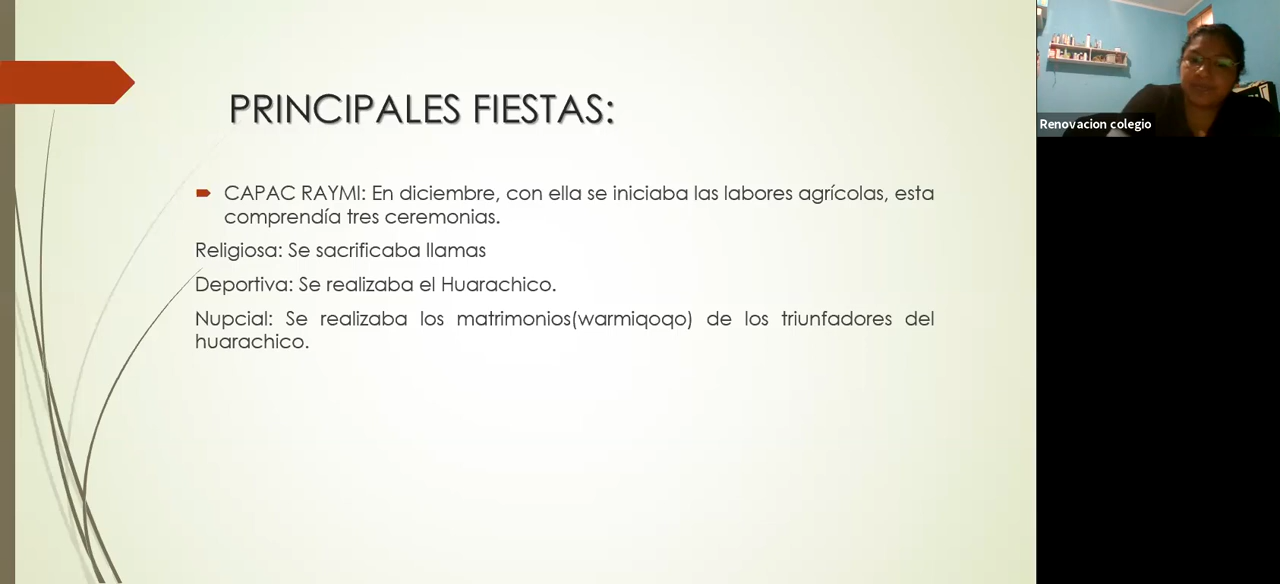 PRINCIPALES FIESTAS:
CAPAC RAYMI: En diciembre, con ella se iniciaba las labores agrícolas, esta
comprendía tres ceremonias.
Religiosa: Se sacrificaba llamas
Deportiva: Se realizaba el Huarachico.
Nupcial: Se realizaba los matrimonios(warmiqoqo) de los triunfadores del
huarachico.
Renovacion colegio